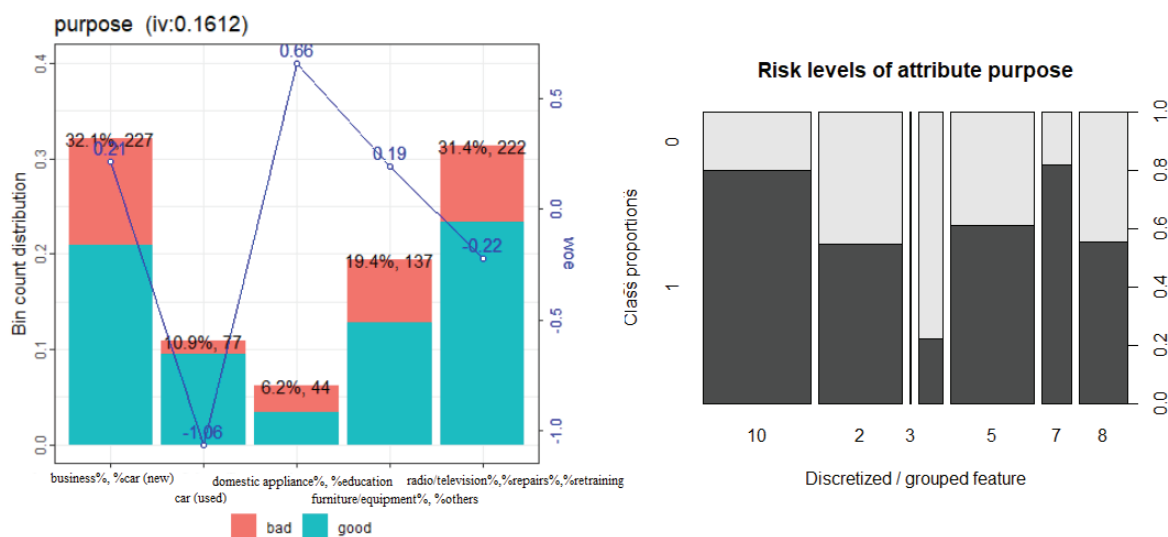 purpose (iv:0.1612)
0.4
0.3
0.2
0.1
0.0
Bin count distribution
32.1%, 227
0.21
10.9%, 77
-1.06
0.66
6.2%, 44
0.19
19.4%, 137
31.4%, 222
-0.22
0.5
0.0
-0.5
-1.0
woe
business%, %car (new)
domestic appliance%, %education
radio/television%,%repairs%,%retraining
car (used)
furniture/equipment%, %others
bad
good
Risk levels of attribute purpose
0
1
Class proportions
1.0
0.8
0.6
0.4
0.2
0.0
10 2 3 5 7 8
Discretized / grouped feature